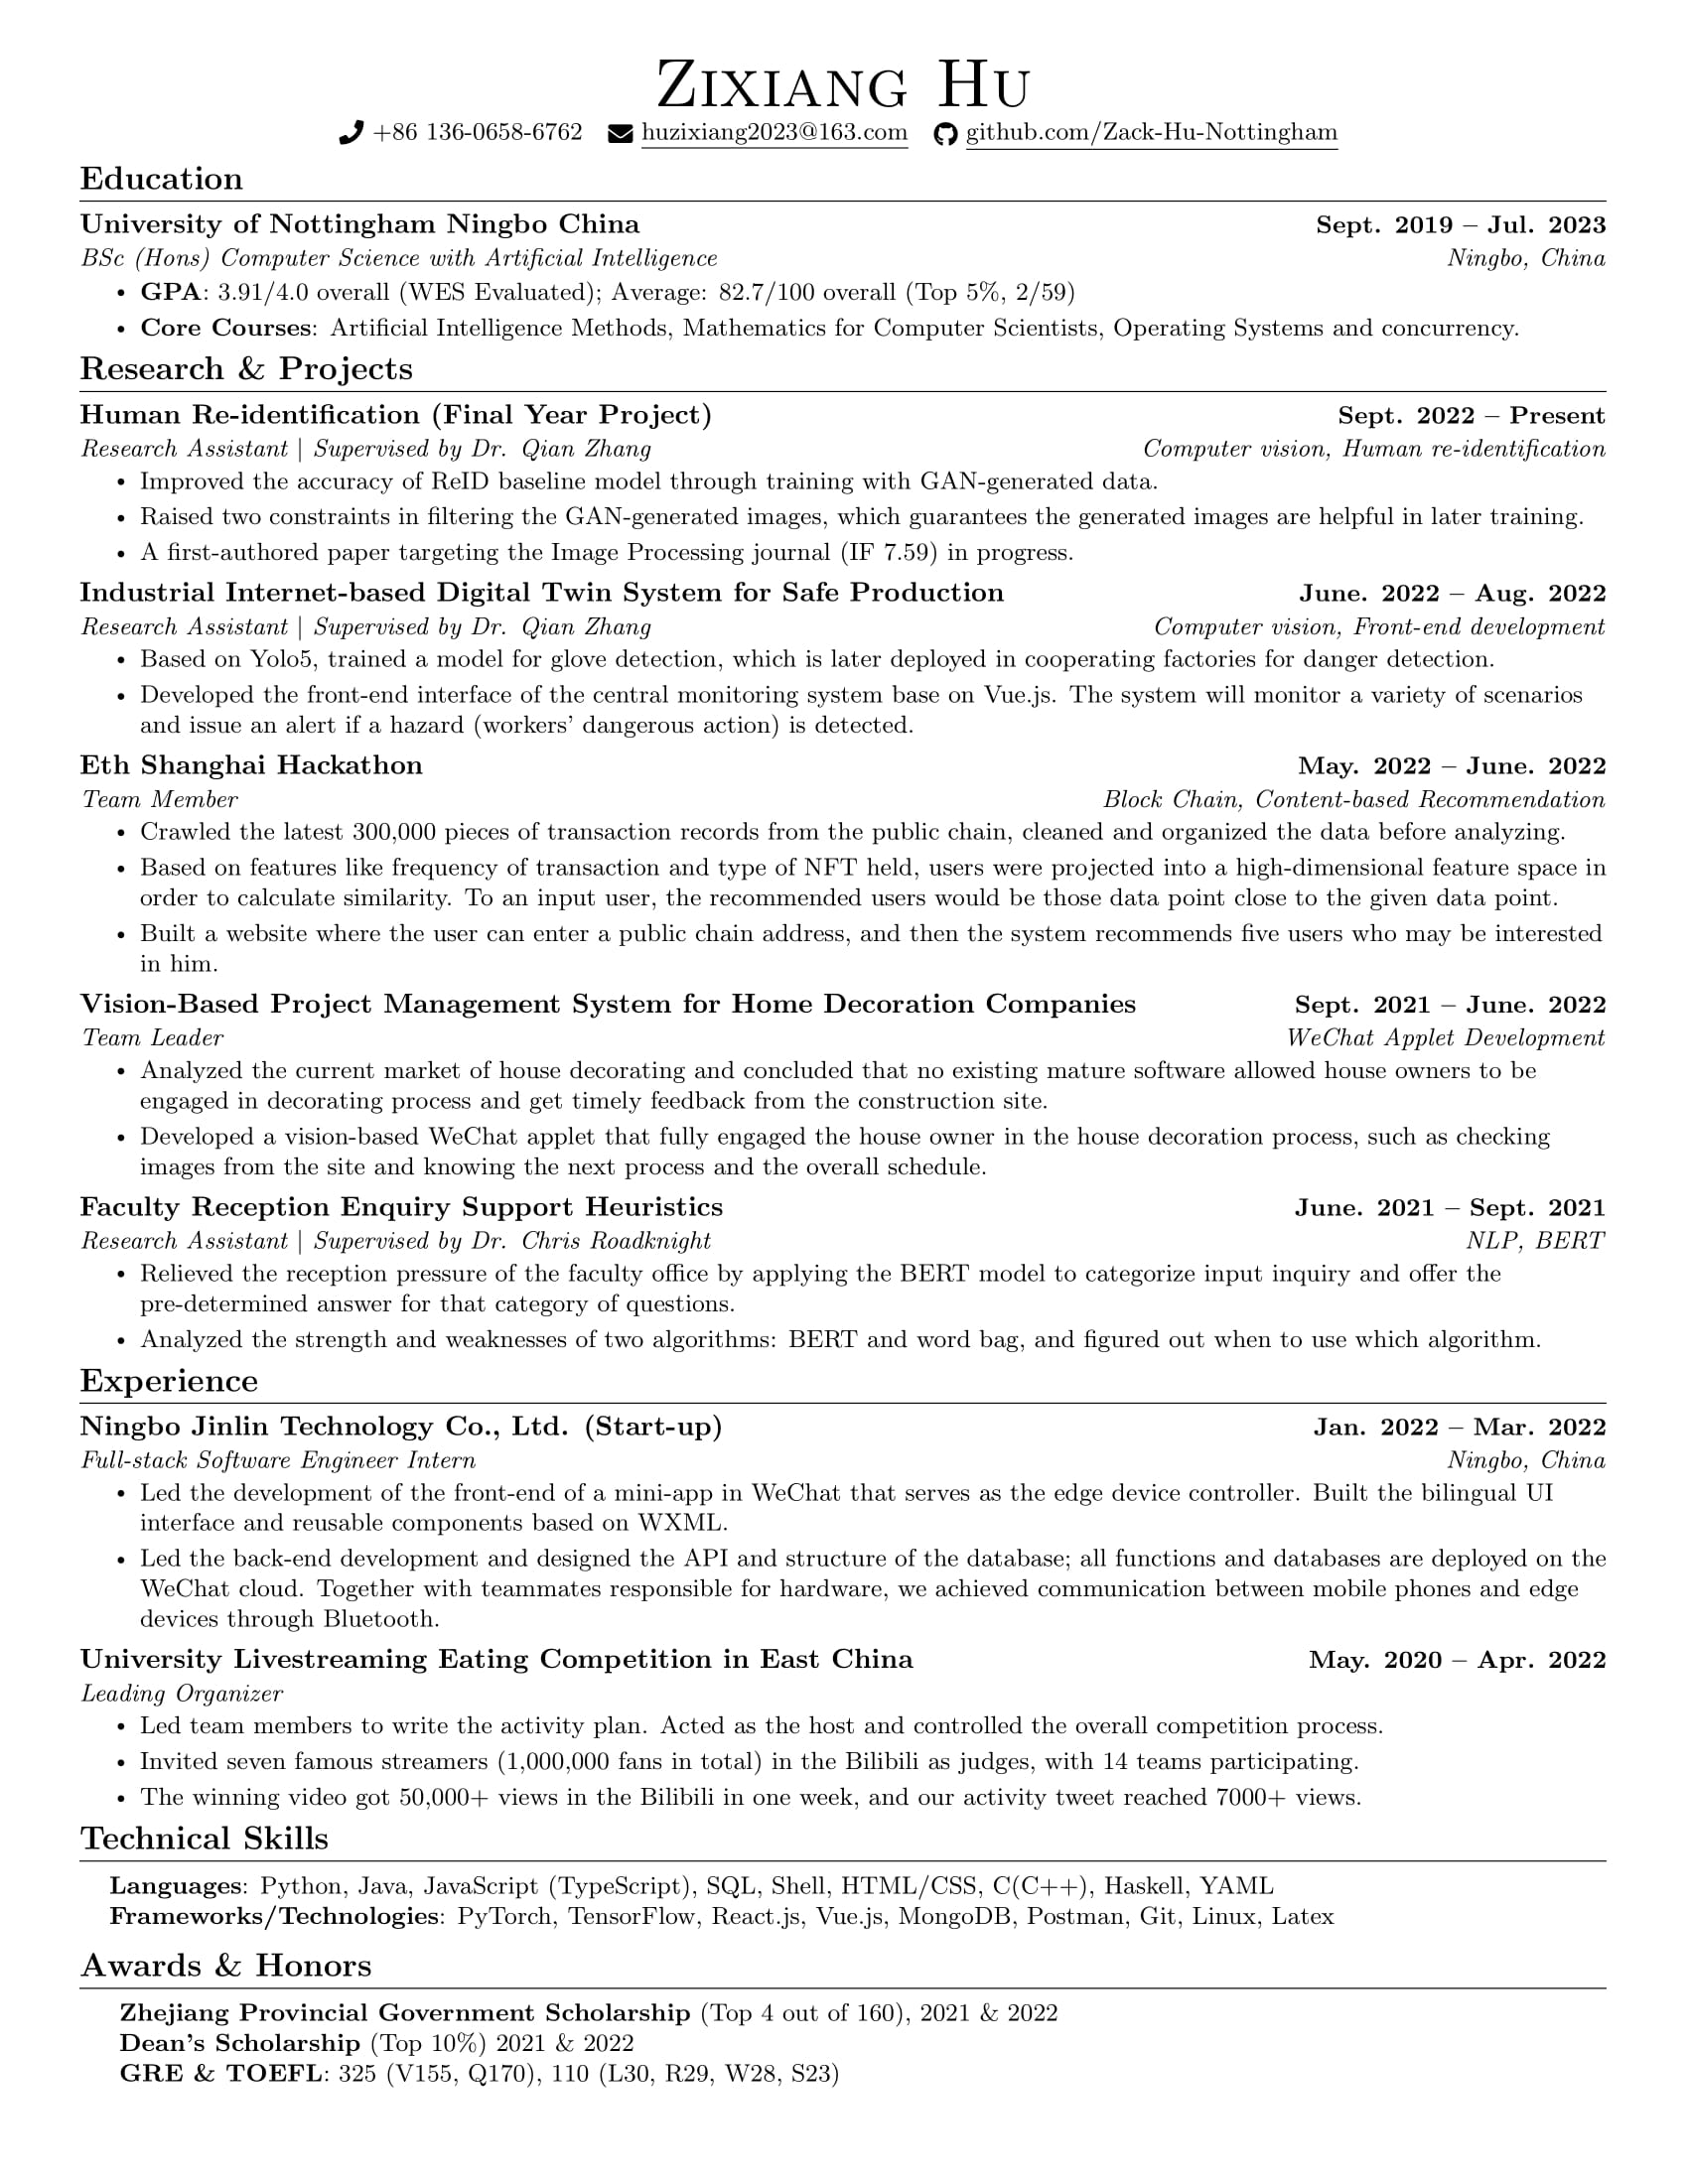 Zixiang Hu
+86 136-0658-6762 huzixiang2023@163.com github.com/Zack-Hu-Nottingham
Education
University of Nottingham Ningbo China Sept. 2019 – Jul. 2023
BSc (Hons) Computer Science with Artificial Intelligence Ningbo, China
• GPA: 3.91/4.0 overall (WES Evaluated); Average: 82.7/100 overall (Top 5%, 2/59)
• Core Courses: Artificial Intelligence Methods, Mathematics for Computer Scientists, Operating Systems and concurrency.
Research & Projects
Human Re-identification (Final Year Project) Sept. 2022 – Present
Research Assistant | Supervised by Dr. Qian Zhang Computer vision, Human re-identification
• Improved the accuracy of ReID baseline model through training with GAN-generated data.
• Raised two constraints in filtering the GAN-generated images, which guarantees the generated images are helpful in later training.
• A first-authored paper targeting the Image Processing journal (IF 7.59) in progress.
Industrial Internet-based Digital Twin System for Safe Production June. 2022 – Aug. 2022
Research Assistant | Supervised by Dr. Qian Zhang Computer vision, Front-end development
• Based on Yolo5, trained a model for glove detection, which is later deployed in cooperating factories for danger detection.
• Developed the front-end interface of the central monitoring system base on Vue.js. The system will monitor a variety of scenarios
and issue an alert if a hazard (workers' dangerous action) is detected.
Eth Shanghai Hackathon May. 2022 – June. 2022
Team Member Block Chain, Content-based Recommendation
• Crawled the latest 300,000 pieces of transaction records from the public chain, cleaned and organized the data before analyzing.
• Based on features like frequency of transaction and type of NFT held, users were projected into a high-dimensional feature space in
order to calculate similarity. To an input user, the recommended users would be those data point close to the given data point.
• Built a website where the user can enter a public chain address, and then the system recommends five users who may be interested
in him.
Vision-Based Project Management System for Home Decoration Companies Sept. 2021 – June. 2022
Team Leader WeChat Applet Development
• Analyzed the current market of house decorating and concluded that no existing mature software allowed house owners to be
engaged in decorating process and get timely feedback from the construction site.
• Developed a vision-based WeChat applet that fully engaged the house owner in the house decoration process, such as checking
images from the site and knowing the next process and the overall schedule.
Faculty Reception Enquiry Support Heuristics June. 2021 – Sept. 2021
Research Assistant | Supervised by Dr. Chris Roadknight NLP, BERT
• Relieved the reception pressure of the faculty office by applying the BERT model to categorize input inquiry and offer the
pre-determined answer for that category of questions.
• Analyzed the strength and weaknesses of two algorithms: BERT and word bag, and figured out when to use which algorithm.
Experience
Ningbo Jinlin Technology Co., Ltd. (Start-up) Jan. 2022 – Mar. 2022
Full-stack Software Engineer Intern Ningbo, China
• Led the development of the front-end of a mini-app in WeChat that serves as the edge device controller. Built the bilingual UI
interface and reusable components based on WXML.
• Led the back-end development and designed the API and structure of the database; all functions and databases are deployed on the
WeChat cloud. Together with teammates responsible for hardware, we achieved communication between mobile phones and edge
devices through Bluetooth.
University Livestreaming Eating Competition in East China May. 2020 – Apr. 2022
Leading Organizer
• Led team members to write the activity plan. Acted as the host and controlled the overall competition process.
• Invited seven famous streamers (1,000,000 fans in total) in the Bilibili as judges, with 14 teams participating.
• The winning video got 50,000+ views in the Bilibili in one week, and our activity tweet reached 7000+ views.
Technical Skills
Languages: Python, Java, JavaScript (TypeScript), SQL, Shell, HTML/CSS, C(C++), Haskell, YAML
Frameworks/Technologies: PyTorch, TensorFlow, React.js, Vue.js, MongoDB, Postman, Git, Linux, Latex
Awards & Honors
Zhejiang Provincial Government Scholarship (Top 4 out of 160), 2021 & 2022
Dean's Scholarship (Top 10%) 2021 & 2022
GRE & TOEFL: 325 (V155, Q170), 110 (L30, R29, W28, S23)